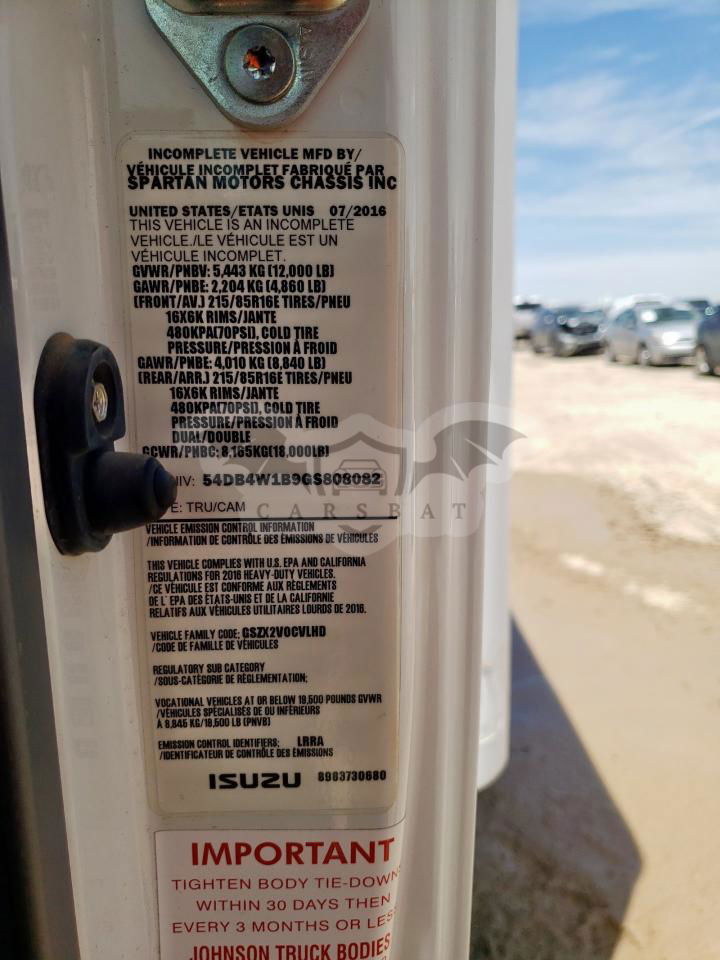 INCOMPLETE VEHICLE MFD BY/
VÉHICULE INCOMPLET FABRIQUÉ PAR
SPARTAN MOTORS CHASSIS INC
UNITED STATES/ETATS UNIS 07/2016
THIS VEHICLE IS AN INCOMPLETE
VEHICLE./LE VÉHICULE EST UN
VÉHICULE INCOMPLET.
GVWR/PNBV: 5,443 KG (12,000 LB)
GAWR/PNBE: 2,204 KG (4,860 LB)
(FRONT/AV.) 215/85R16E TIRES/PNEU
16X6K RIMS/JANTE
480KPA(70PSI), COLD TIRE
PRESSURE/PRESSION À FROID
GAWR/PNBE: 4,010 KG (8,840 LB)
(REAR/ARR.) 215/85R16E TIRES/PNEU
16X6K RIMS/JANTE
480KPA(70PSI), COLD TIRE
PRESSURE/PRESSION À FROID
DUAL/DOUBLE
GCWR/PNBC: 8,165KG(18,000LB)
NIV: 54DB4W1B9GS808082
E: TRU/CAM
CARSBAT
VEHICLE EMISSION CONTROL INFORMATION
/INFORMATION DE CONTRÔLE DES ÉMISSIONS DE VÉHICULES
THIS VEHICLE COMPLIES WITH U.S. EPA AND CALIFORNIA
REGULATIONS FOR 2016 HEAVY-DUTY VEHICLES.
/CE VÉHICULE EST CONFORME AUX RÈGLEMENTS
DE L' EPA DES ÉTATS-UNIS ET DE LA CALIFORNIE
RELATIFS AUX VÉHICULES UTILITAIRES LOURDS DE 2016.
VEHICLE FAMILY CODE: GSZX2VOCVLHD
/CODE DE FAMILLE DE VÉHICULES
REGULATORY SUB CATEGORY
/SOUS-CATÉGORIE DE RÈGLEMENTATION:
VOCATIONAL VEHICLES AT OR BELOW 19,500 POUNDS GVWR
/VÉHICULES SPÉCIALISÉS DE OU INFÉRIEURS
À 8,845 KG/19,500 LB (PNVB)
EMISSION CONTROL IDENTIFIERS: LRRA
/IDENTIFICATEUR DE CONTRÔLE DES ÉMISSIONS
ISUZU 8983730680
IMPORTANT
TIGHTEN BODY TIE-DOWNS
WITHIN 30 DAYS THEN
EVERY 3 MONTHS OR LESS
JOHNSON TRUCK BODIES